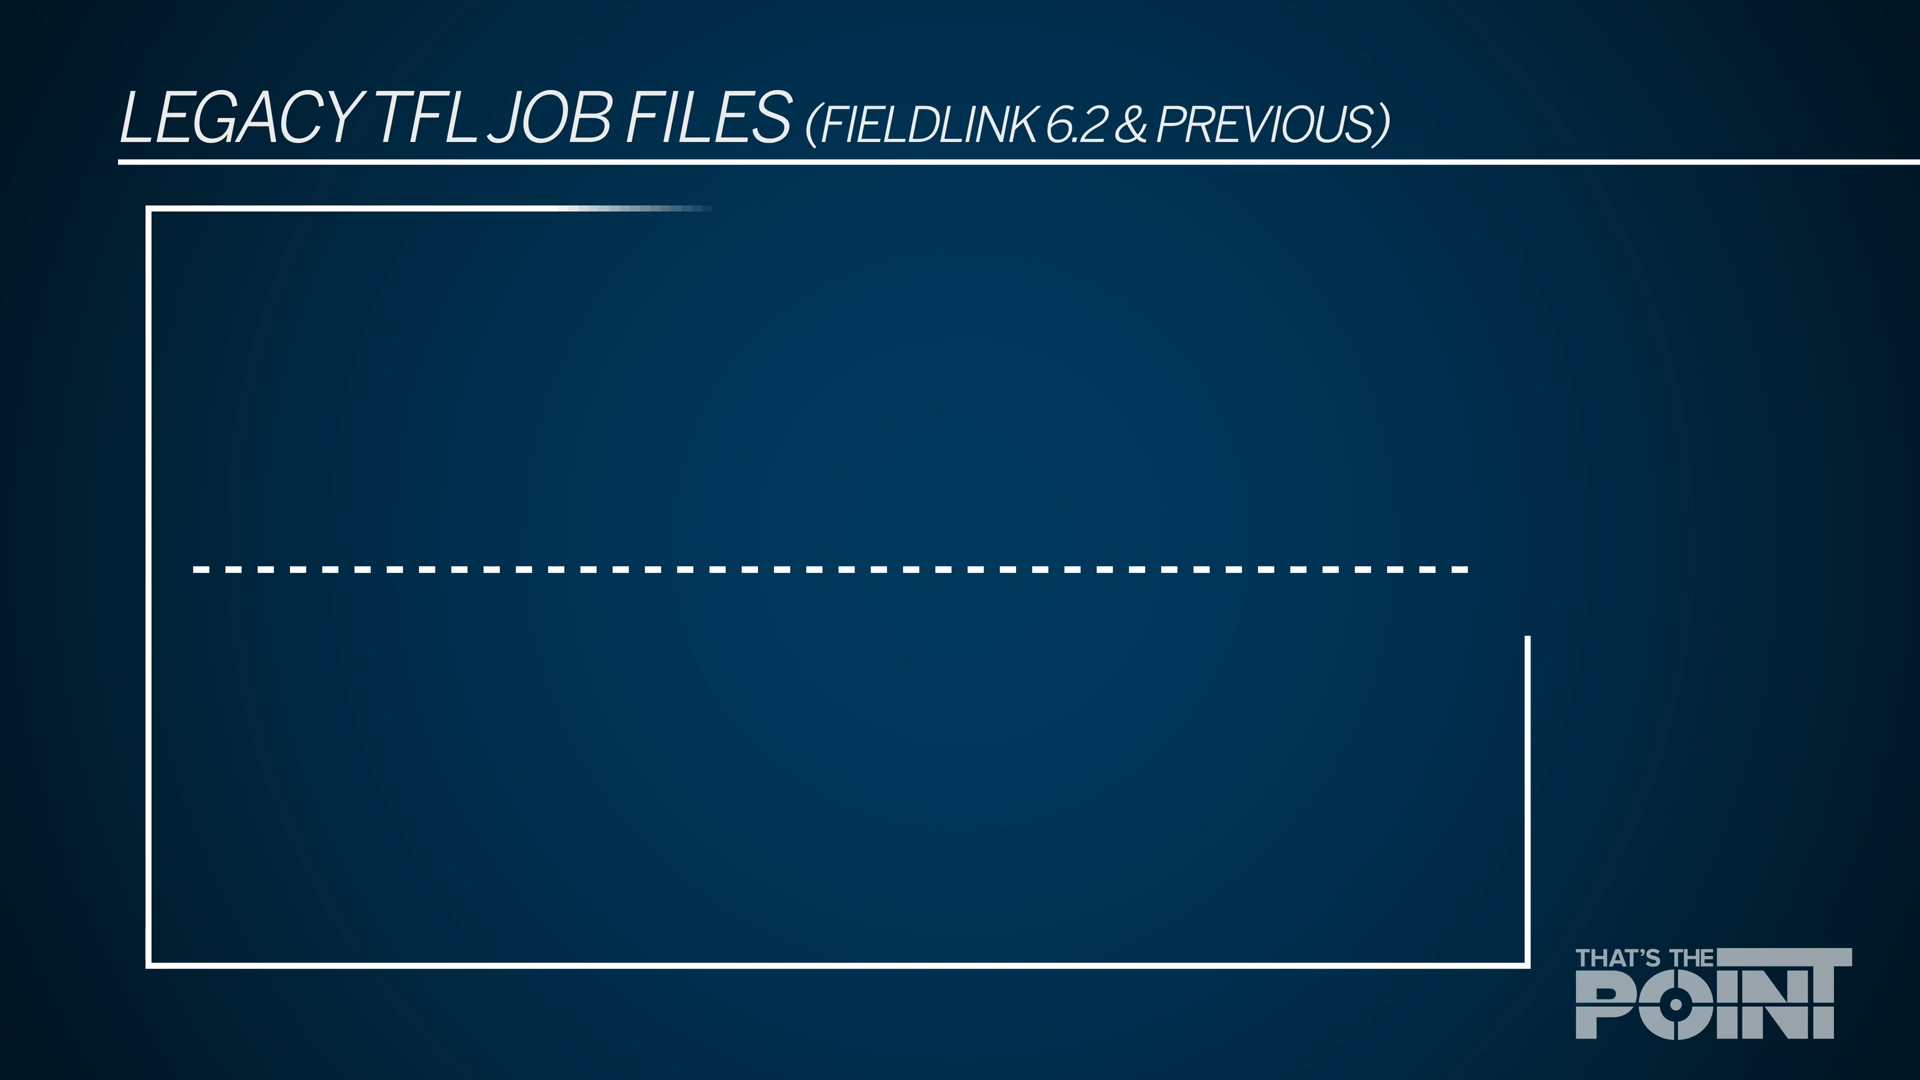 LEGACY TFL JOB FILES (FIELDLINK 6.2 & PREVIOUS)
THAT'S THE
POINT